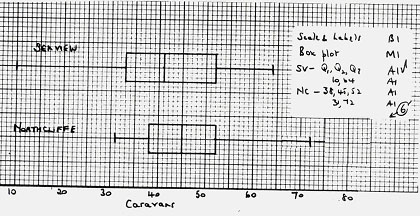 SEAVIEW
NORTHCLIFFE
10 20 30 40 50 60 70 80
Caravans
Scale & Labels B1
Box plot M1
SV- Q1, Q2, Q3 A1√
10, 64 A1
Nc - 38, 45, 52 A1
31, 72 A1
6